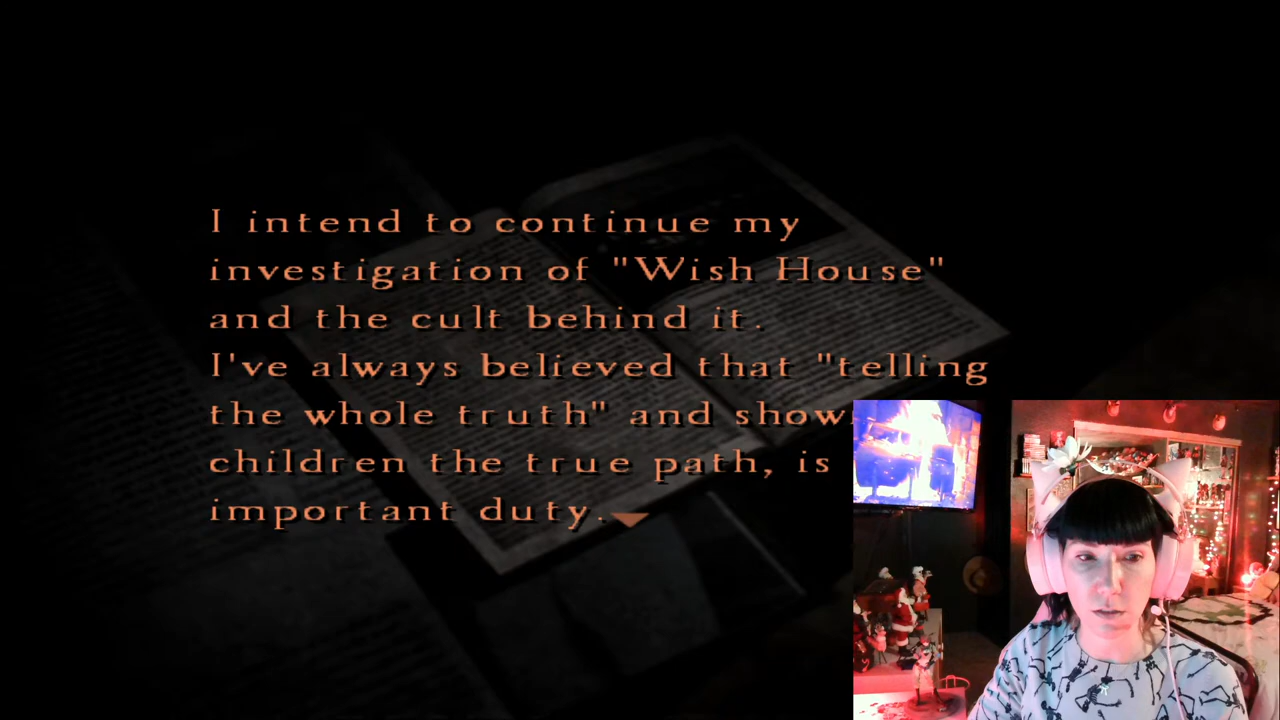 I intend to continue my
investigation of "Wish House"
and the cult behind it.
I've always believed that "telling
the whole truth" and
children the true path, is
important duty.